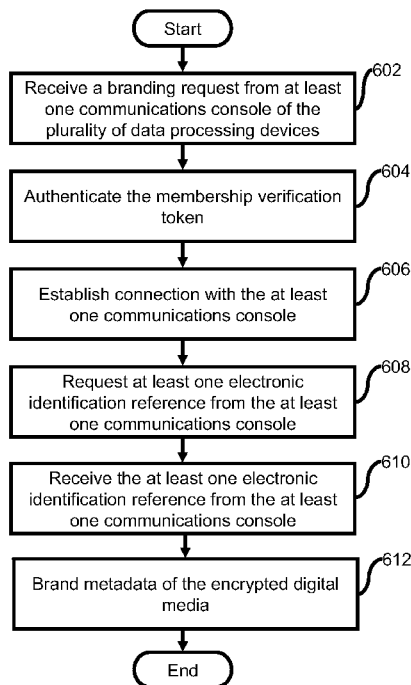 Start
Receive a branding request from at least
one communications console of the
plurality of data processing devices
602
Authenticate the membership verification
token
604
Establish connection with the at least
one communications console
606
Request at least one electronic
identification reference from the at least
one communications console
608
Receive the at least one electronic
identification reference from the at least
one communications console
610
Brand metadata of the encrypted digital
media
612
End